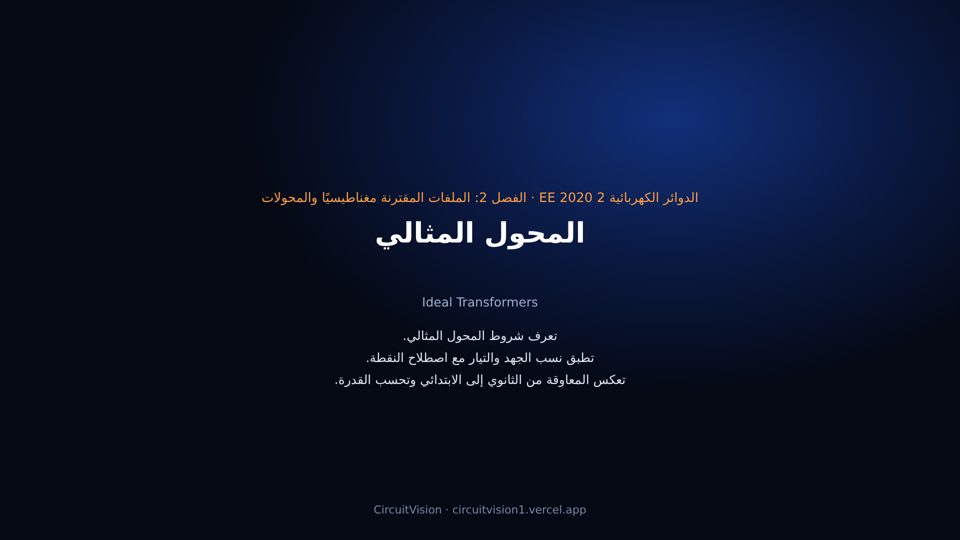 الدوائر الكهربائية 2 EE 2020 · الفصل 2: الملفات المقترنة مغناطيسيًا والمحولات
المحول المثالي
Ideal Transformers
تعرف شروط المحول المثالي.
تطبق نسب الجهد والتيار مع اصطلاح النقطة.
تعكس المعاوقة من الثانوي إلى الابتدائي وتحسب القدرة.
CircuitVision · circuitvision1.vercel.app